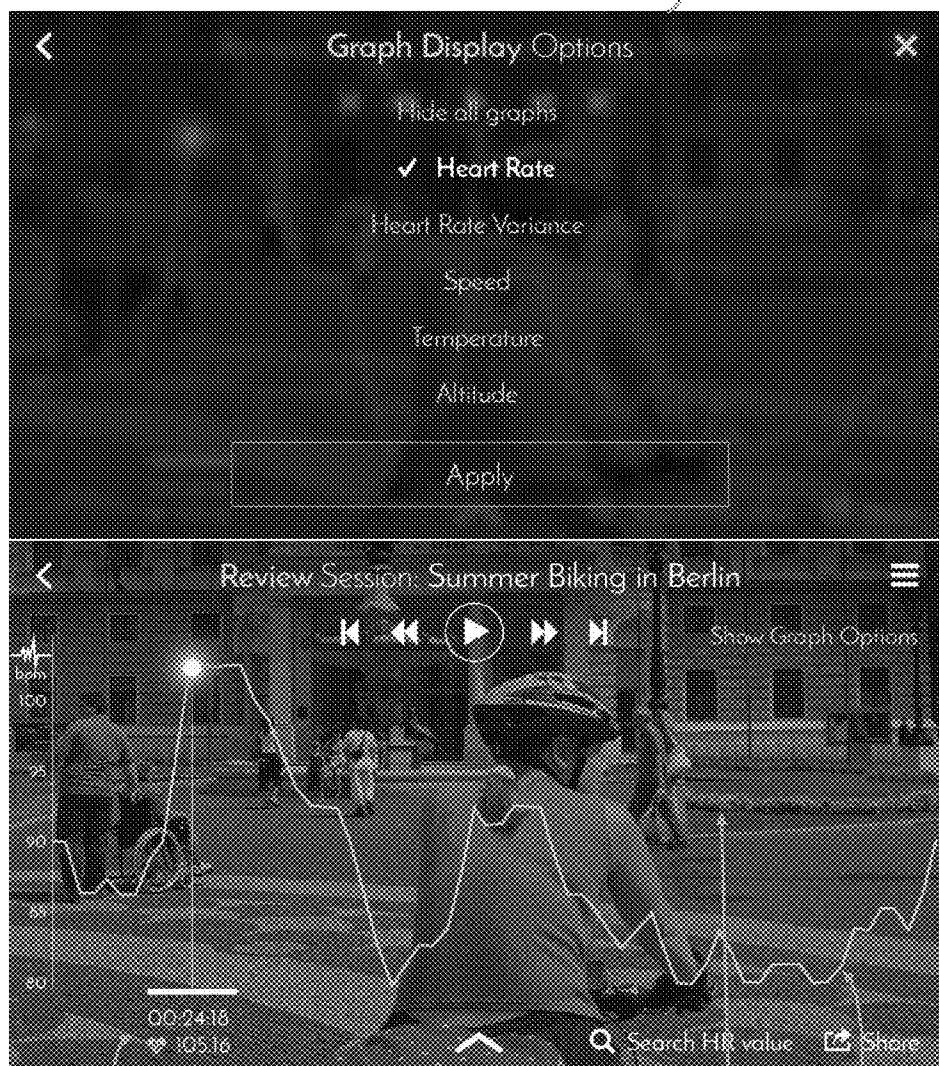 Graph Display Options
Hide all graphs
Heart Rate
Heart Rate Variance
Speed
Temperature
Altitude
Apply
Review Session: Summer Biking in Berlin
Show Graph Options
bpm
100
95
90
85
80
00:24:18
105.16
Search HR value
Share